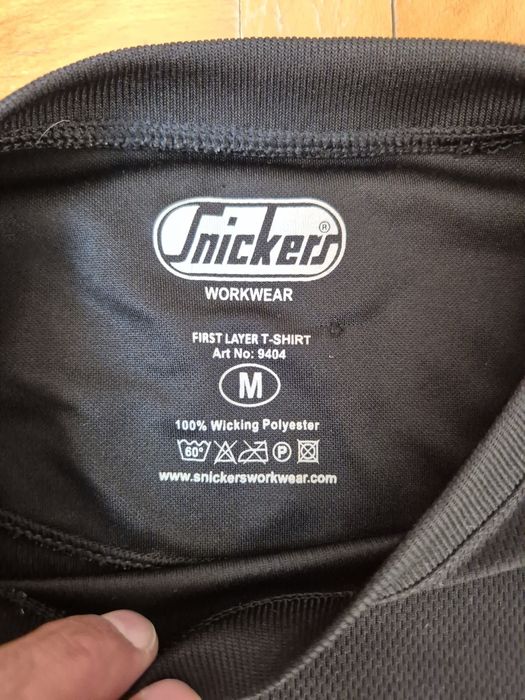 Snickers®
WORKWEAR
FIRST LAYER T-SHIRT
Art No: 9404
M
100% Wicking Polyester
60° P
www.snickersworkwear.com